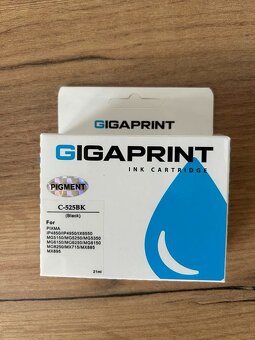 GIGAPRINT
GIGAPRINT
INK CARTRIDGE
PIGMENT
C-525BK
(Black)
For
PIXMA
IP4850/IP4950/IX6550
MG5150/MG5250/MG5350
MG6150/MG6250/MG8150
MG8250/MX715/MX885
MX895
21ml